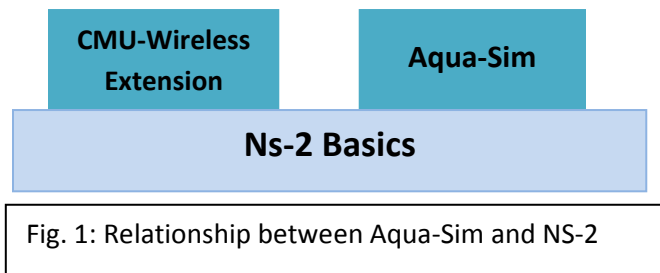 CMU-Wireless
Extension
Aqua-Sim
Ns-2 Basics
Fig. 1: Relationship between Aqua-Sim and NS-2